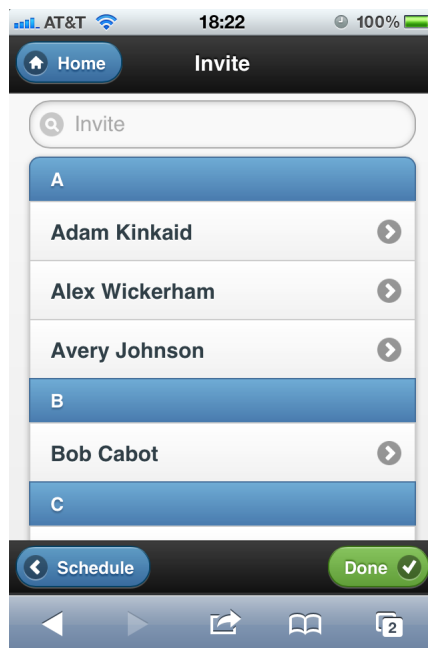 AT&T 18:22 100%
Home Invite
Invite
A
Adam Kinkaid
Alex Wickerham
Avery Johnson
B
Bob Cabot
C
Schedule Done
2